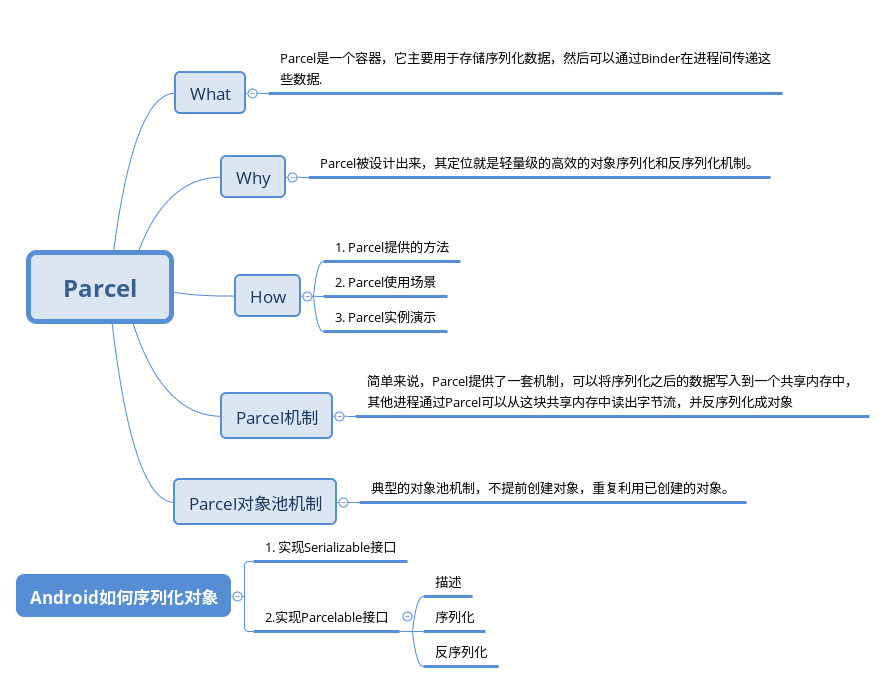 Parcel
What
Parcel是一个容器，它主要用于存储序列化数据，然后可以通过Binder在进程间传递这
些数据.
Why
Parcel被设计出来，其定位就是轻量级的高效的对象序列化和反序列化机制。
How
1. Parcel提供的方法
2. Parcel使用场景
3. Parcel实例演示
Parcel机制
简单来说，Parcel提供了一套机制，可以将序列化之后的数据写入到一个共享内存中，
其他进程通过Parcel可以从这块共享内存中读出字节流，并反序列化成对象
Parcel对象池机制
典型的对象池机制，不提前创建对象，重复利用已创建的对象。
Android如何序列化对象
1. 实现Serializable接口
2.实现Parcelable接口
描述
序列化
反序列化